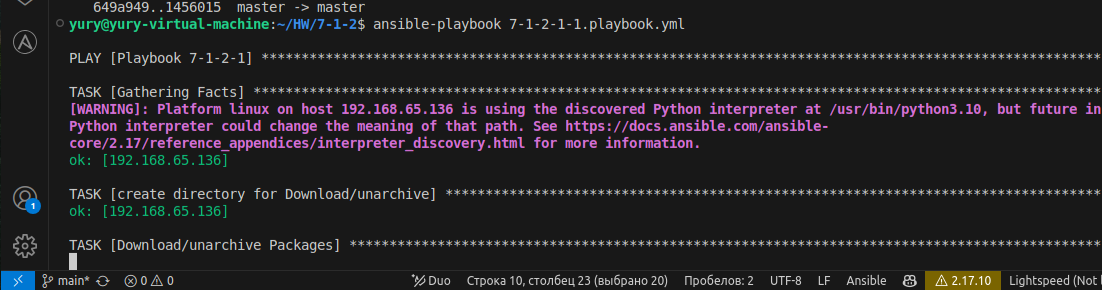 649a949..1456015  master -> master
yury@yury-virtual-machine:~/HW/7-1-2$ ansible-playbook 7-1-2-1-1.playbook.yml
PLAY [Playbook 7-1-2-1] ****************************************************************************************************
TASK [Gathering Facts] *****************************************************************************************************
[WARNING]: Platform linux on host 192.168.65.136 is using the discovered Python interpreter at /usr/bin/python3.10, but future in
Python interpreter could change the meaning of that path. See https://docs.ansible.com/ansible-
core/2.17/reference_appendices/interpreter_discovery.html for more information.
ok: [192.168.65.136]
TASK [create directory for Download/unarchive] *****************************************************************************
ok: [192.168.65.136]
TASK [Download/unarchive Packages] *****************************************************************************************
1
main* 0 0 Duo Строка 10, столбец 23 (выбрано 20) Пробелов: 2 UTF-8 LF Ansible 2.17.10 Lightspeed (Not l